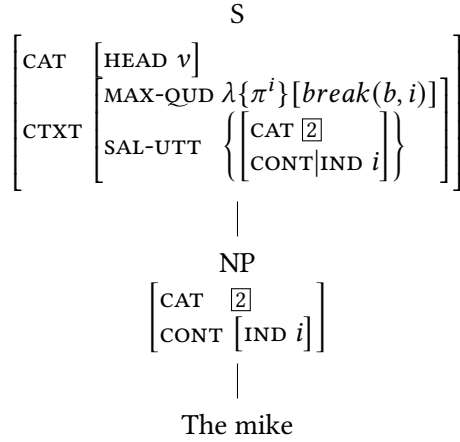 S
CAT [HEAD v]
CTXT [MAX-QUD λ{π^i}[break(b, i)]
SAL-UTT {[CAT 2
CONT|IND i]}]
NP
[CAT 2
CONT [IND i]]
The mike